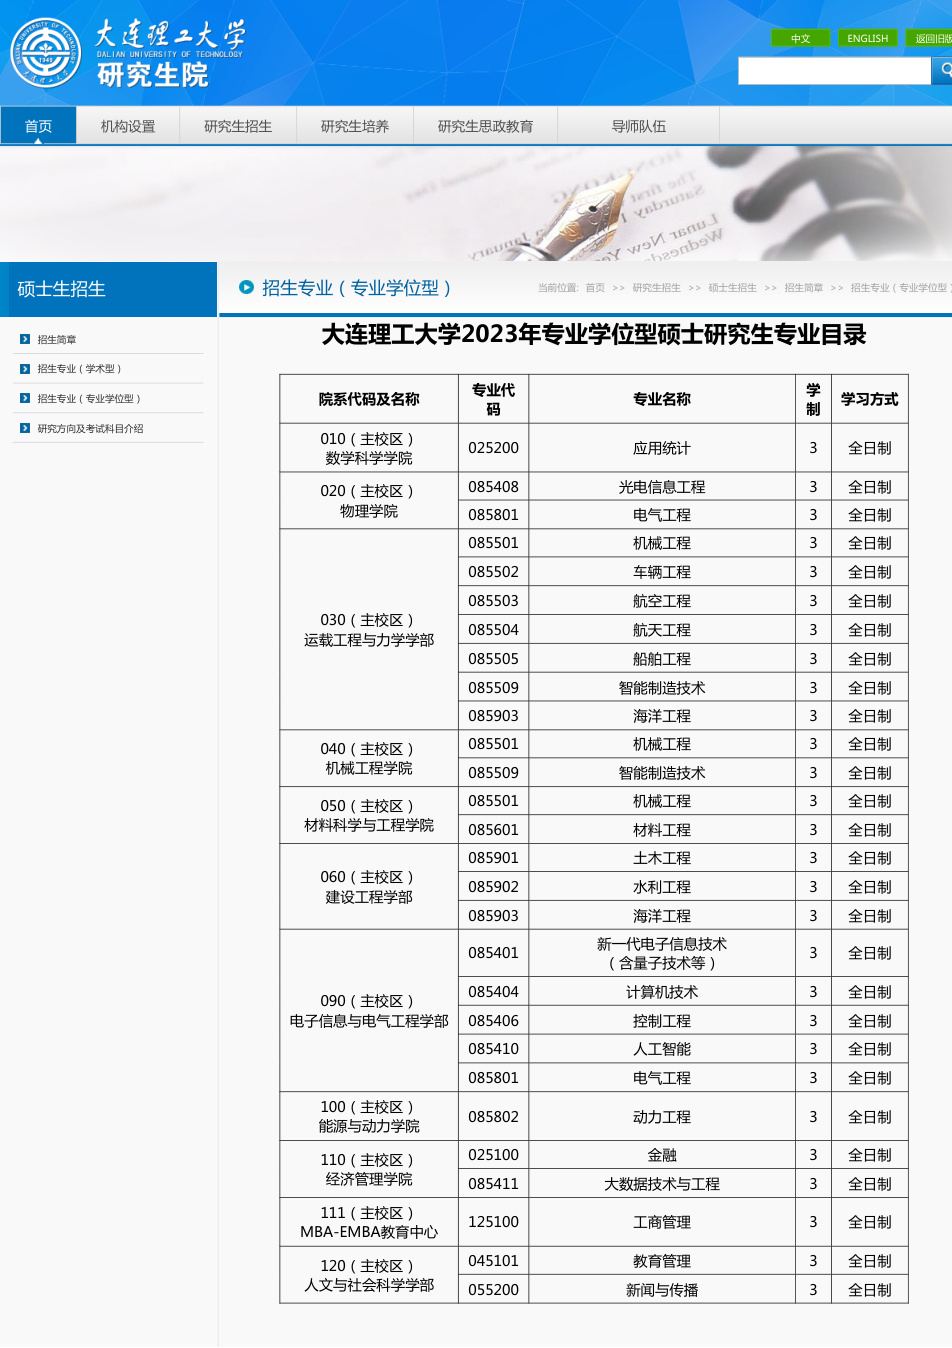 大连理工大学
DALIAN UNIVERSITY OF TECHNOLOGY
研究生院
中文
ENGLISH
返回旧版
首页
机构设置
研究生招生
研究生培养
研究生思政教育
导师队伍
硕士生招生
招生简章
招生专业（学术型）
招生专业（专业学位型）
研究方向及考试科目介绍
招生专业（专业学位型）
当前位置: 首页 >> 研究生招生 >> 硕士生招生 >> 招生简章 >> 招生专业（专业学位型）
大连理工大学2023年专业学位型硕士研究生专业目录
院系代码及名称 专业代码 专业名称 学制 学习方式
010（主校区）
数学科学学院
025200 应用统计 3 全日制
020（主校区）
物理学院
085408 光电信息工程 3 全日制
085801 电气工程 3 全日制
030（主校区）
运载工程与力学学部
085501 机械工程 3 全日制
085502 车辆工程 3 全日制
085503 航空工程 3 全日制
085504 航天工程 3 全日制
085505 船舶工程 3 全日制
085509 智能制造技术 3 全日制
085903 海洋工程 3 全日制
040（主校区）
机械工程学院
085501 机械工程 3 全日制
085509 智能制造技术 3 全日制
050（主校区）
材料科学与工程学院
085501 机械工程 3 全日制
085601 材料工程 3 全日制
060（主校区）
建设工程学部
085901 土木工程 3 全日制
085902 水利工程 3 全日制
085903 海洋工程 3 全日制
090（主校区）
电子信息与电气工程学部
085401 新一代电子信息技术
（含量子技术等） 3 全日制
085404 计算机技术 3 全日制
085406 控制工程 3 全日制
085410 人工智能 3 全日制
085801 电气工程 3 全日制
100（主校区）
能源与动力学院
085802 动力工程 3 全日制
110（主校区）
经济管理学院
025100 金融 3 全日制
085411 大数据技术与工程 3 全日制
111（主校区）
MBA-EMBA教育中心
125100 工商管理 3 全日制
120（主校区）
人文与社会科学学部
045101 教育管理 3 全日制
055200 新闻与传播 3 全日制